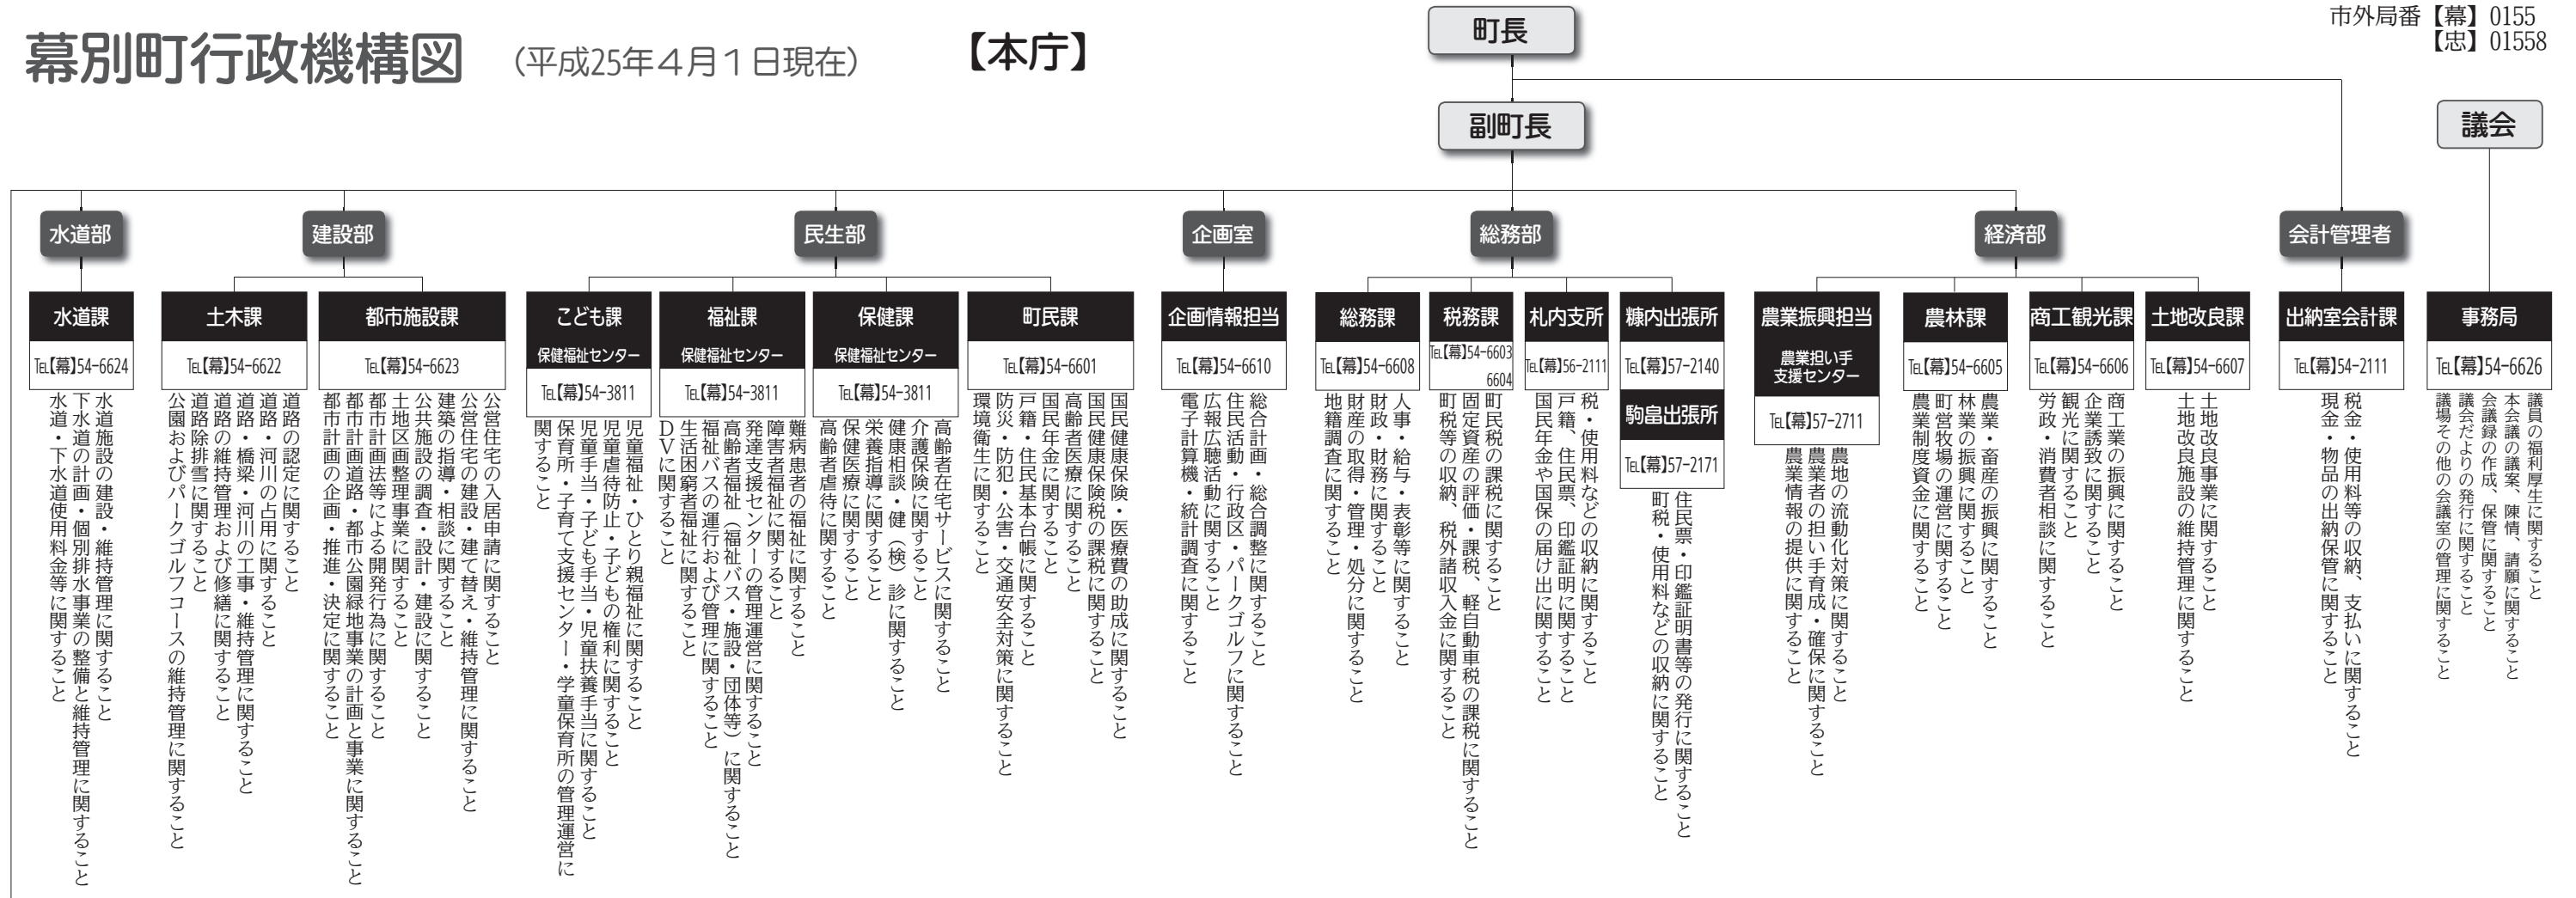 幕別町行政機構図 (平成25年4月1日現在) 【本庁】
市外局番【幕】0155
【忠】01558
町長
副町長
議会
水道部
建設部
民生部
企画室
総務部
経済部
会計管理者
水道課
℡【幕】54-6624
水道施設の建設・維持管理に関すること
下水道の計画・個別排水事業の整備と維持管理に関すること
水道・下水道使用料金等に関すること
土木課
℡【幕】54-6622
道路の認定に関すること
道路・河川の占用に関すること
道路・橋梁・河川の工事・維持管理に関すること
道路の維持管理および修繕に関すること
道路除排雪に関すること
公園およびパークゴルフコースの維持管理に関すること
都市施設課
℡【幕】54-6623
公営住宅の入居申請に関すること
公営住宅の建設・建て替え・維持管理に関すること
建築の指導・相談に関すること
公共施設の調査・設計・建設に関すること
土地区画整理事業に関すること
都市計画法等による開発行為に関すること
都市計画道路・都市公園緑地事業の計画と事業に関すること
都市計画の企画・推進・決定に関すること
こども課
保健福祉センター
℡【幕】54-3811
児童福祉・ひとり親福祉に関すること
児童虐待防止・子どもの権利に関すること
児童手当・子ども手当・児童扶養手当に関すること
保育所・子育て支援センター・学童保育所の管理運営に
関すること
福祉課
保健福祉センター
℡【幕】54-3811
難病患者の福祉に関すること
障害者福祉に関すること
発達支援センターの管理運営に関すること
高齢者福祉（福祉バス・施設・団体等）に関すること
福祉バスの運行および管理に関すること
生活困窮者福祉に関すること
ＤＶに関すること
保健課
保健福祉センター
℡【幕】54-3811
高齢者在宅サービスに関すること
介護保険に関すること
健康相談・健（検）診に関すること
栄養指導に関すること
保健医療に関すること
高齢者虐待に関すること
町民課
℡【幕】54-6601
国民健康保険・医療費の助成に関すること
国民健康保険税の課税に関すること
高齢者医療に関すること
国民年金に関すること
戸籍・住民基本台帳に関すること
防災・防犯・公害・交通安全対策に関すること
環境衛生に関すること
企画情報担当
℡【幕】54-6610
総合計画・総合調整に関すること
住民活動・行政区・パークゴルフに関すること
広報広聴活動に関すること
電子計算機・統計調査に関すること
総務課
℡【幕】54-6608
人事・給与・表彰等に関すること
財政・財務に関すること
財産の取得・管理・処分に関すること
地籍調査に関すること
税務課
℡【幕】54-6603
6604
町民税の課税に関すること
固定資産の評価・課税、軽自動車税の課税に関すること
町税等の収納、税外諸収入金に関すること
札内支所
℡【幕】56-2111
税・使用料などの収納に関すること
戸籍、住民票、印鑑証明に関すること
国民年金や国保の届け出に関すること
糠内出張所
℡【幕】57-2140
駒畠出張所
℡【幕】57-2171
住民票・印鑑証明書等の発行に関すること
町税・使用料などの収納に関すること
農業振興担当
農業担い手
支援センター
℡【幕】57-2711
農地の流動化対策に関すること
農業者の担い手育成・確保に関すること
農業情報の提供に関すること
農林課
℡【幕】54-6605
農業・畜産の振興に関すること
林業の振興に関すること
町営牧場の運営に関すること
農業制度資金に関すること
商工観光課
℡【幕】54-6606
商工業の振興に関すること
企業誘致に関すること
観光に関すること
労政・消費者相談に関すること
土地改良課
℡【幕】54-6607
土地改良事業に関すること
土地改良施設の維持管理に関すること
出納室会計課
℡【幕】54-2111
税金・使用料等の収納、支払いに関すること
現金・物品の出納保管に関すること
事務局
℡【幕】54-6626
議員の福利厚生に関すること
本会議の議案、陳情、請願に関すること
会議録の作成、保管に関すること
議会だよりの発行に関すること
議場その他の会議室の管理に関すること